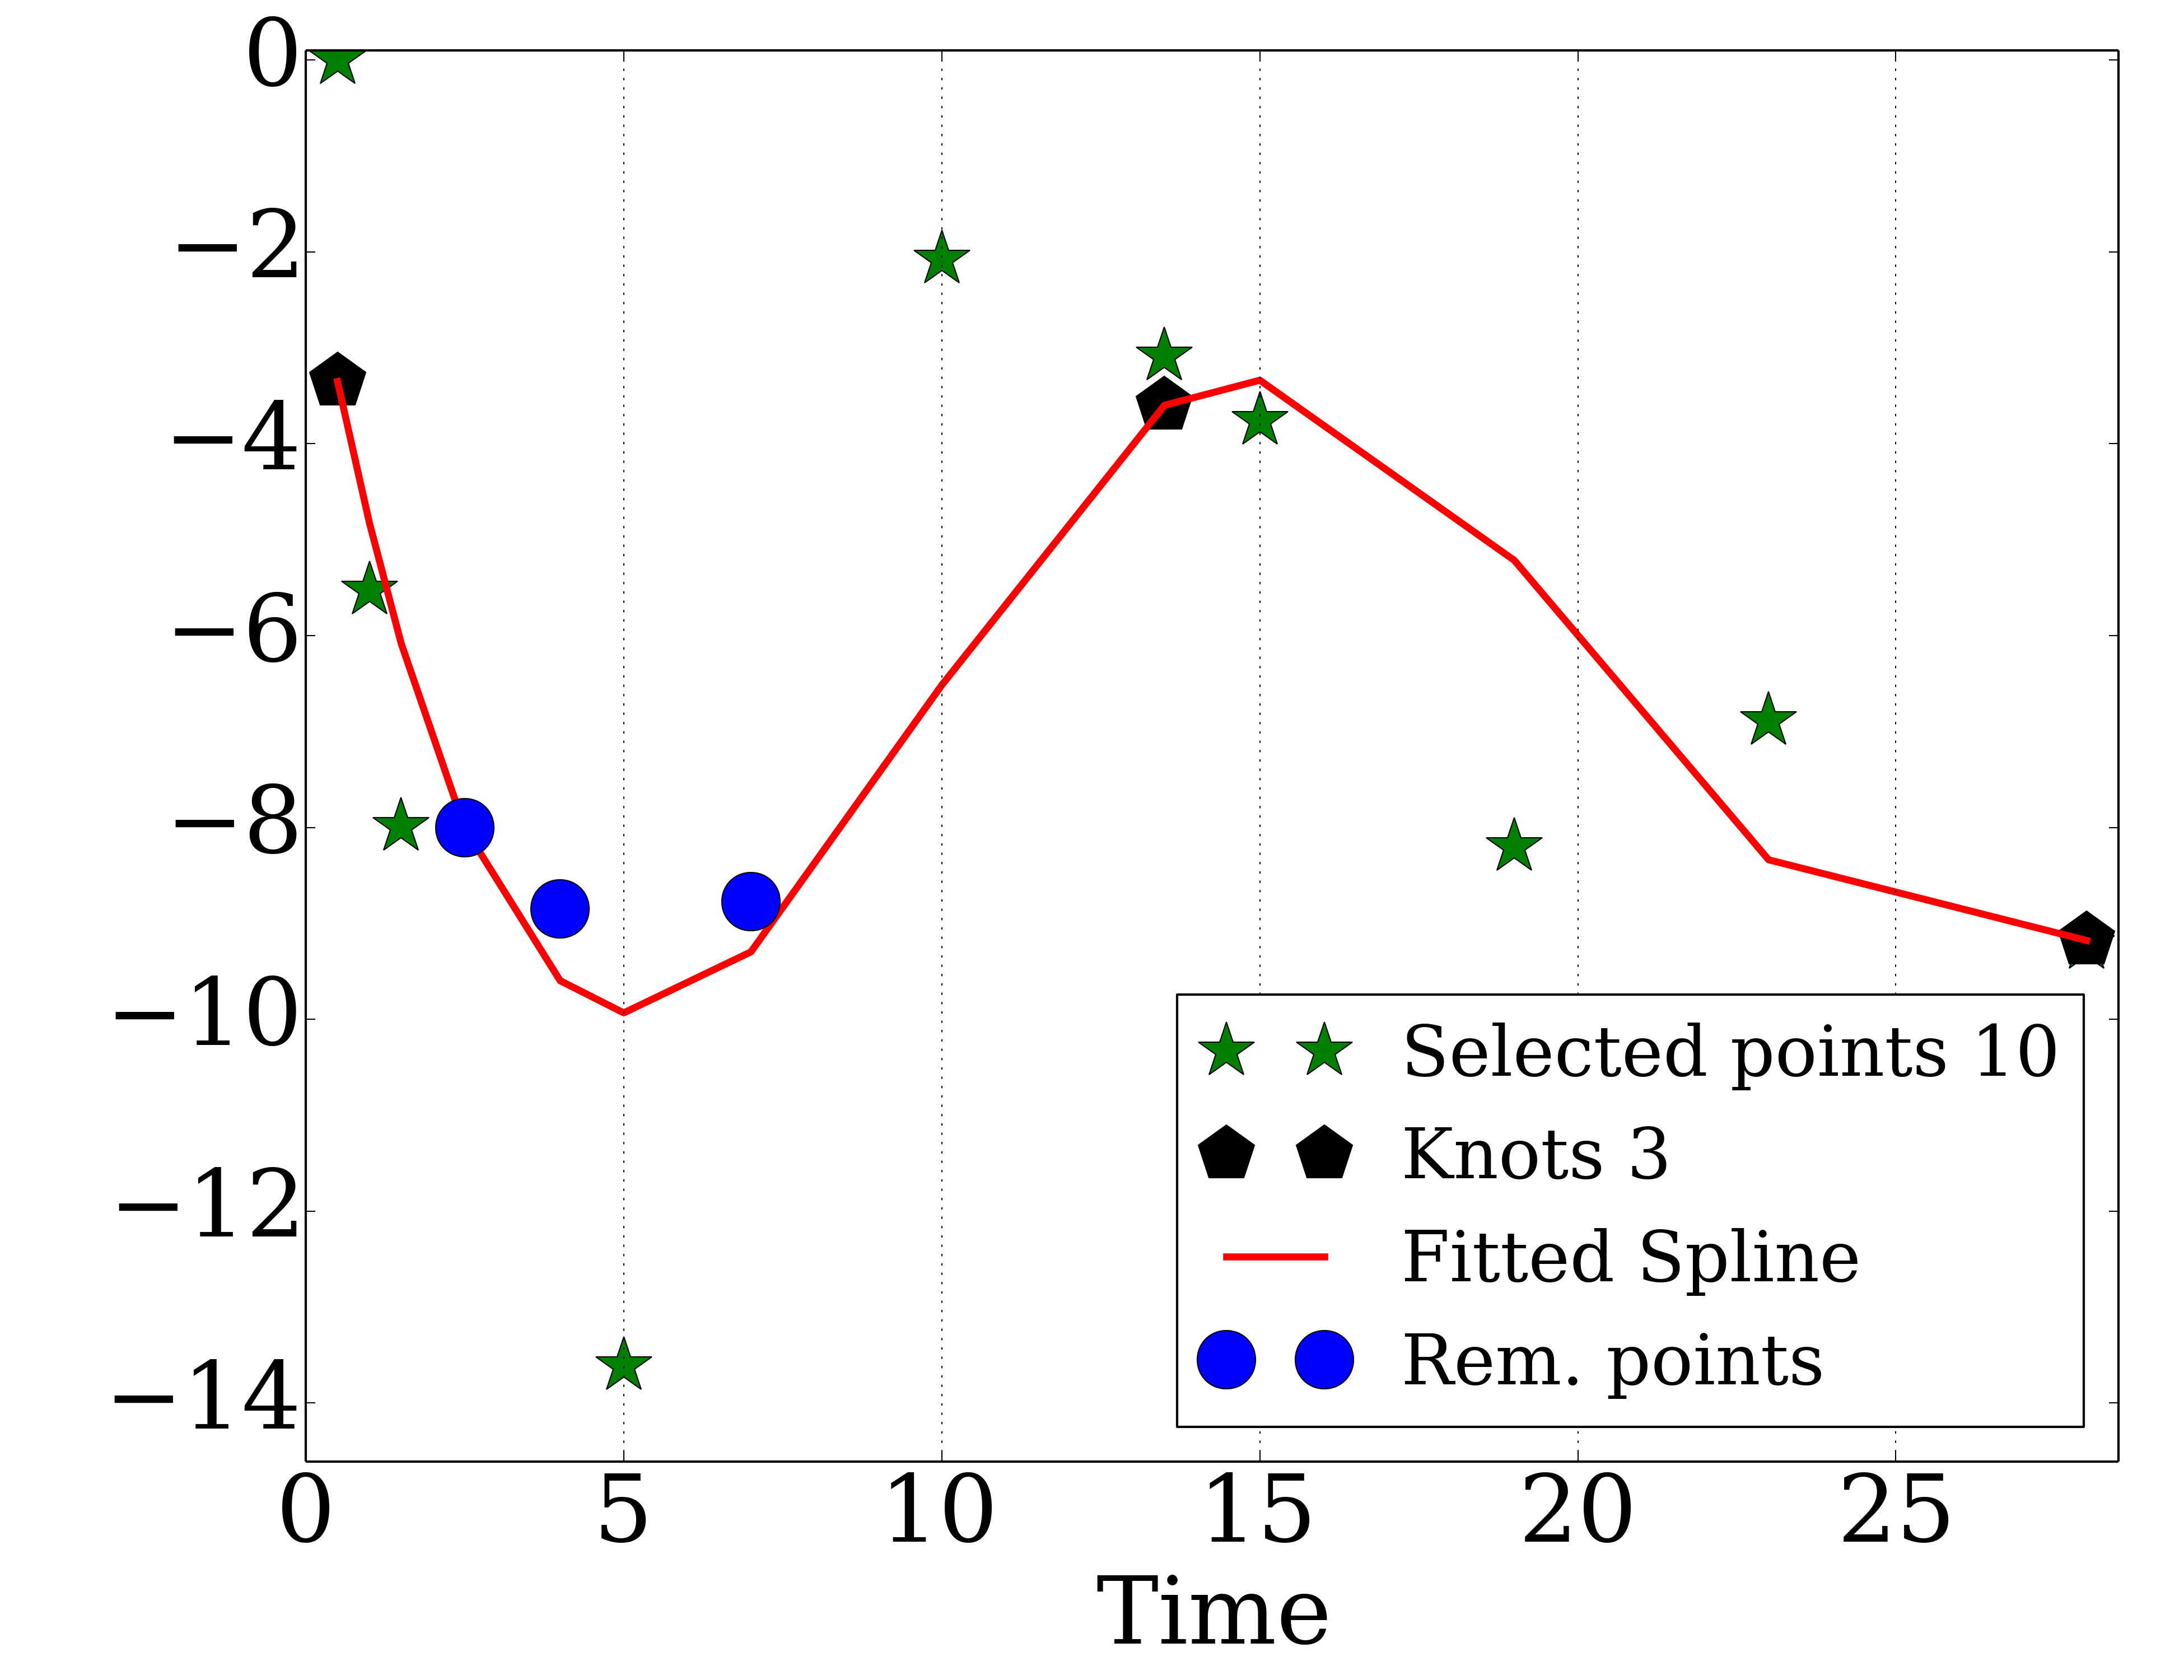 0
−2
−4
−6
−8
−10
−12
−14
0 5 10 15 20 25
Time
Selected points 10
Knots 3
Fitted Spline
Rem. points